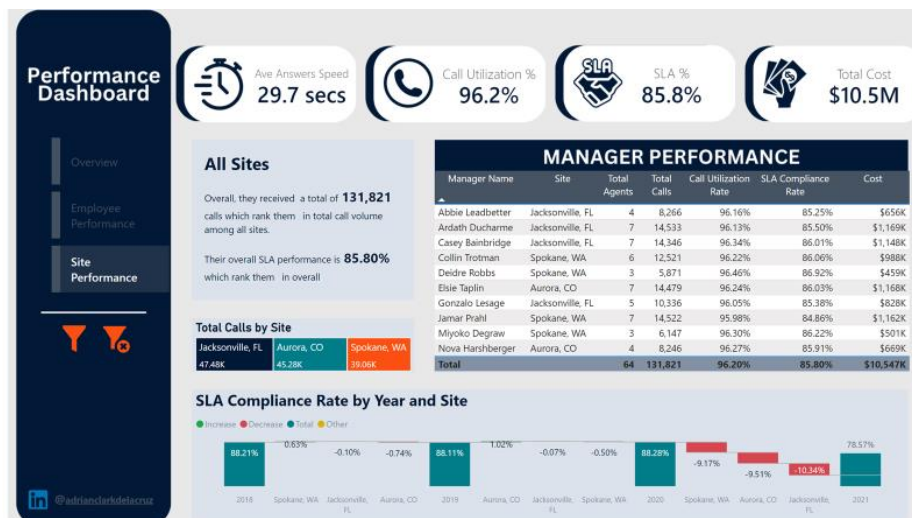 Performance
Dashboard
Overview
Employee
Performance
Site
Performance
@adrianclarkdelacruz
Ave Answers Speed
29.7 secs
Call Utilization %
96.2%
SLA
SLA %
85.8%
Total Cost
$10.5M
All Sites
Overall, they received a total of 131,821
calls which rank them in total call volume
among all sites.
Their overall SLA performance is 85.80%
which rank them in overall
Total Calls by Site
Jacksonville, FL Aurora, CO Spokane, WA
47.48K 45.28K 39.06K
MANAGER PERFORMANCE
Manager Name Site Total Agents Total Calls Call Utilization Rate SLA Compliance Rate Cost
Abbie Leadbetter Jacksonville, FL 4 8,266 96.16% 85.25% $656K
Ardath Ducharme Jacksonville, FL 7 14,533 96.13% 85.50% $1,169K
Casey Bainbridge Jacksonville, FL 7 14,346 96.34% 86.01% $1,148K
Collin Trotman Spokane, WA 6 12,521 96.22% 86.06% $988K
Deidre Robbs Spokane, WA 3 5,871 96.46% 86.92% $459K
Elsie Taplin Aurora, CO 7 14,479 96.24% 86.03% $1,168K
Gonzalo Lesage Jacksonville, FL 5 10,336 96.05% 85.38% $828K
Jamar Prahl Spokane, WA 7 14,522 95.98% 84.86% $1,162K
Miyoko Degraw Spokane, WA 3 6,147 96.30% 86.22% $501K
Nova Harshberger Aurora, CO 4 8,246 96.27% 85.91% $669K
Total 64 131,821 96.20% 85.80% $10,547K
SLA Compliance Rate by Year and Site
Increase Decrease Total Other
88.21% 0.63% -0.10% -0.74% 88.11% 1.02% -0.07% -0.50% 88.28% -9.17% -9.51% -10.34% 78.57%
2018 Spokane, WA Jacksonville, FL Aurora, CO 2019 Aurora, CO Jacksonville, FL Spokane, WA 2020 Spokane, WA Aurora, CO Jacksonville, FL 2021
in